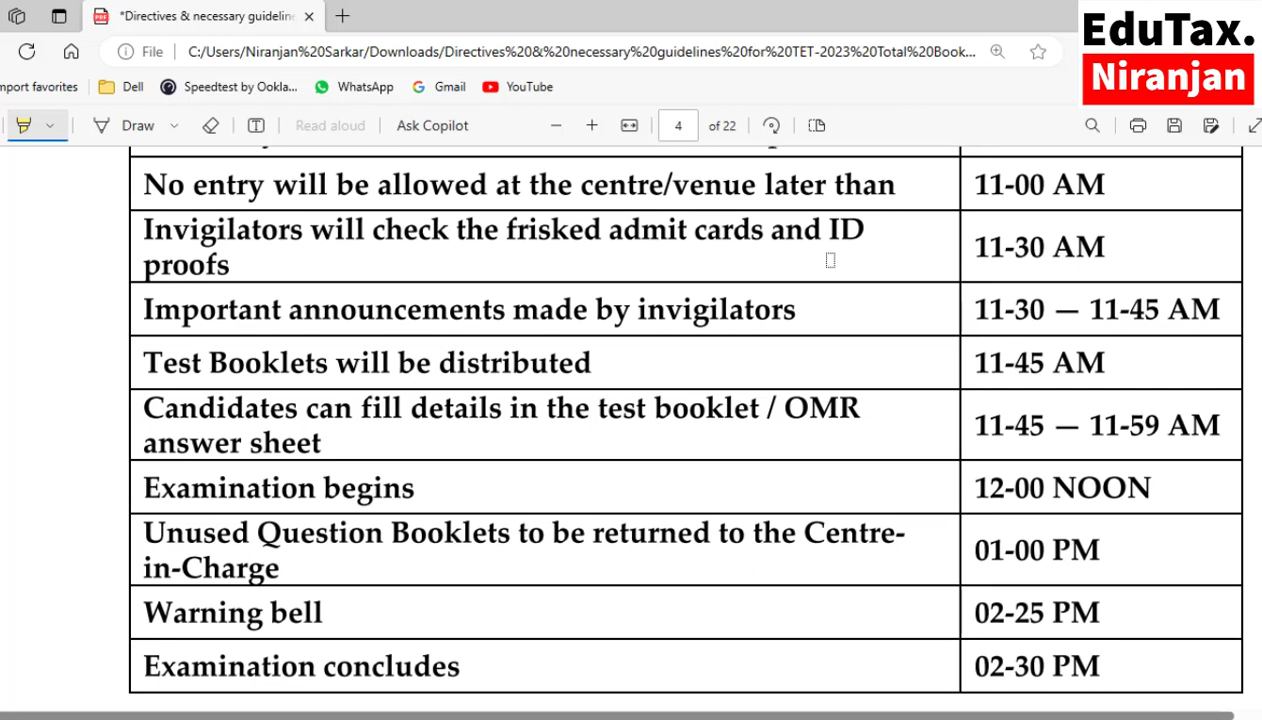 *Directives & necessary guidelin
EduTax.
Niranjan
File C:/Users/Niranjan%20Sarkar/Downloads/Directives%20&%20necessary%20guidelines%20for%20TET-2023%20Total%20Book...
mport favorites Dell Speedtest by Ookla... WhatsApp Gmail YouTube
Draw Read aloud Ask Copilot 4 of 22
No entry will be allowed at the centre/venue later than 11-00 AM
Invigilators will check the frisked admit cards and ID
proofs 11-30 AM
Important announcements made by invigilators 11-30 — 11-45 AM
Test Booklets will be distributed 11-45 AM
Candidates can fill details in the test booklet / OMR
answer sheet 11-45 — 11-59 AM
Examination begins 12-00 NOON
Unused Question Booklets to be returned to the Centre-
in-Charge 01-00 PM
Warning bell 02-25 PM
Examination concludes 02-30 PM